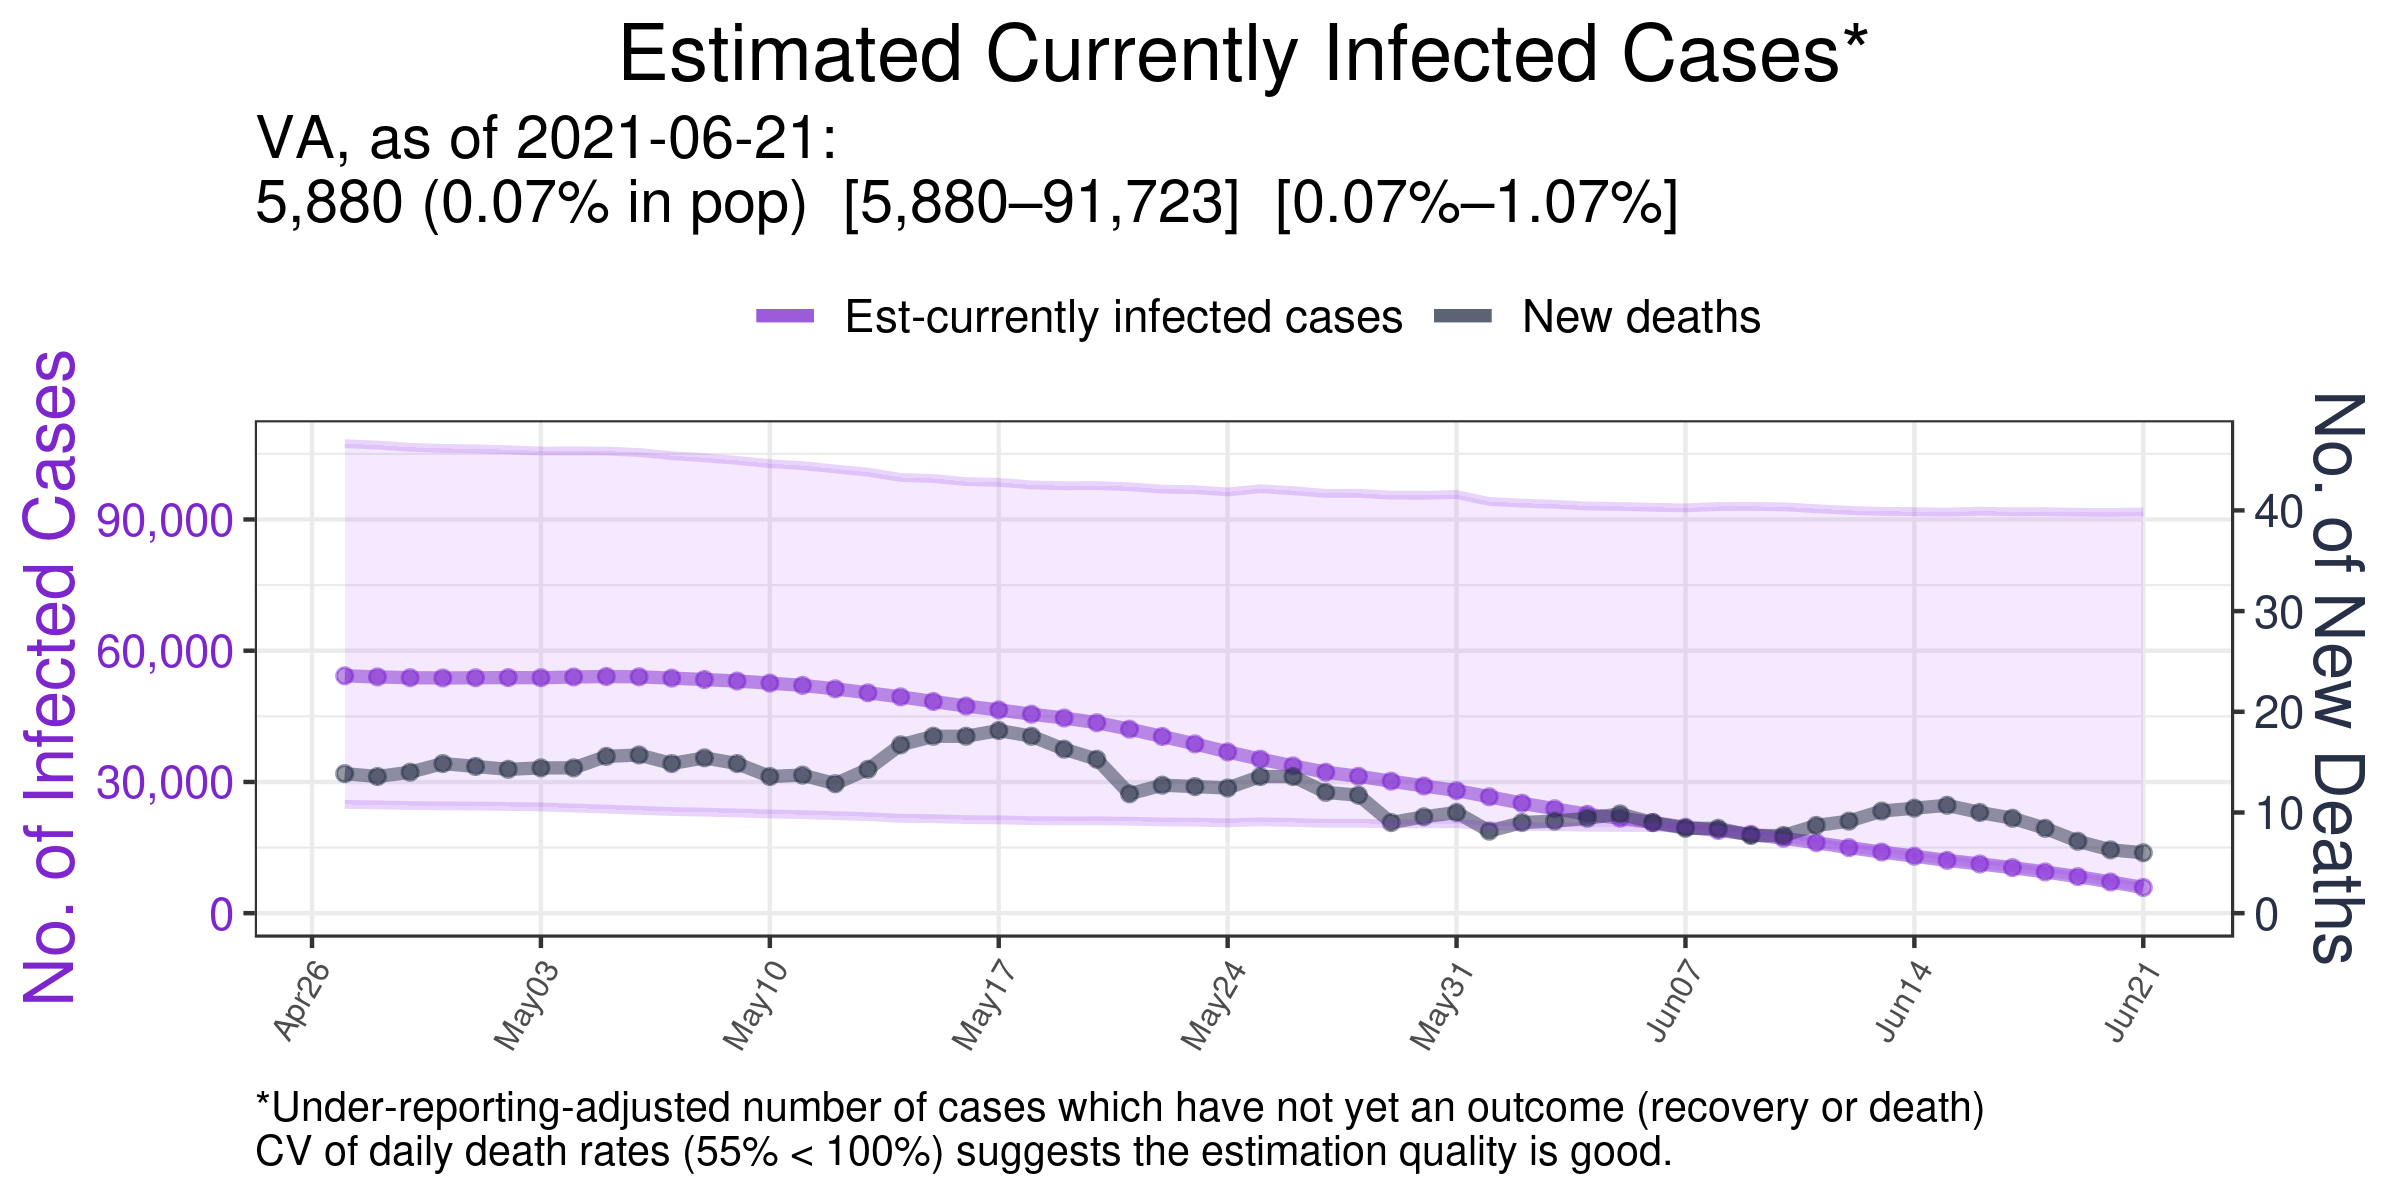 Estimated Currently Infected Cases*
VA, as of 2021-06-21:
5,880 (0.07% in pop)  [5,880–91,723]  [0.07%–1.07%]
Est-currently infected cases
New deaths
No. of Infected Cases
90,000
60,000
30,000
0
40
30
20
10
0
No. of New Deaths
Apr26
May03
May10
May17
May24
May31
Jun07
Jun14
Jun21
*Under-reporting-adjusted number of cases which have not yet an outcome (recovery or death)
CV of daily death rates (55% < 100%) suggests the estimation quality is good.